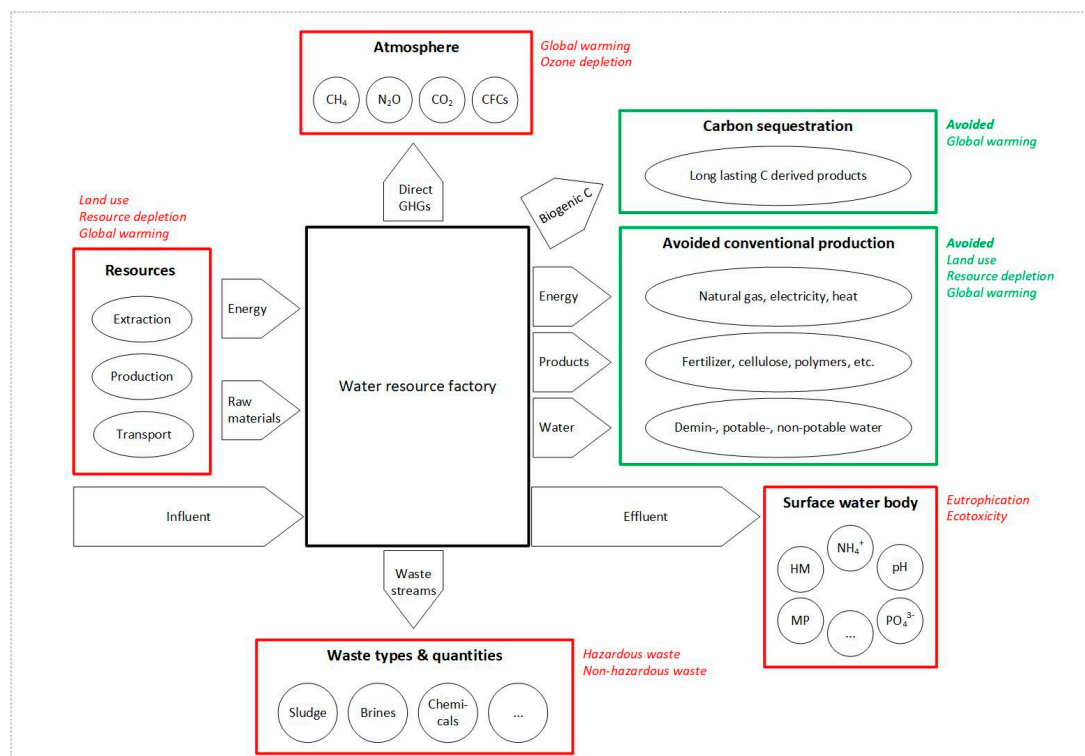 Atmosphere
CH₄
N₂O
CO₂
CFCs
Global warming
Ozone depletion
Direct
GHGs
Biogenic C
Carbon sequestration
Long lasting C derived products
Avoided
Global warming
Land use
Resource depletion
Global warming
Resources
Extraction
Production
Transport
Energy
Raw
materials
Influent
Water resource factory
Energy
Products
Water
Avoided conventional production
Natural gas, electricity, heat
Fertilizer, cellulose, polymers, etc.
Demin-, potable-, non-potable water
Avoided
Land use
Resource depletion
Global warming
Effluent
Surface water body
NH₄⁺
HM
pH
MP
PO₄³⁻
...
Eutrophication
Ecotoxicity
Waste
streams
Waste types & quantities
Sludge
Brines
Chemi-
cals
...
Hazardous waste
Non-hazardous waste